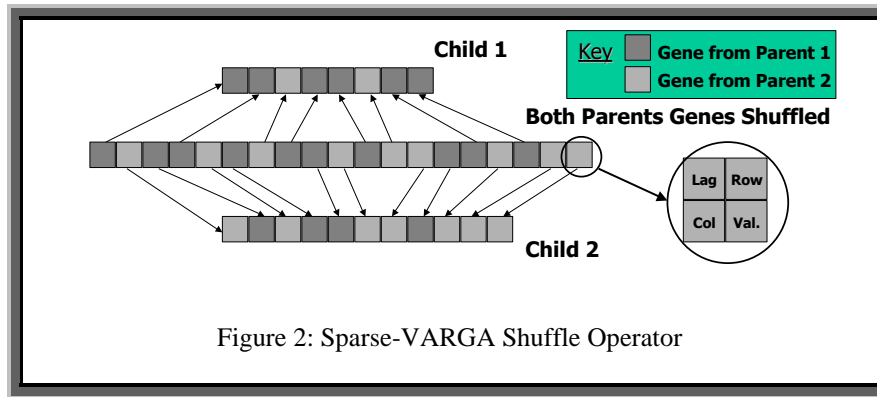 Child 1
Key
Gene from Parent 1
Gene from Parent 2
Both Parents Genes Shuffled
Lag Row
Col Val.
Child 2
Figure 2: Sparse-VARGA Shuffle Operator